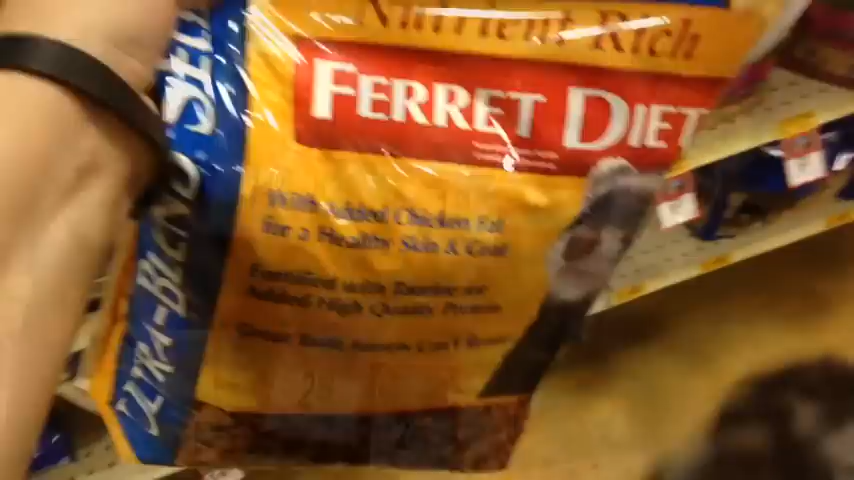 Nutrient-Rich
FERRET DIET
With Added Chicken Fat
for a Healthy Skin & Coat
Fortified with Taurine
Added High Quality Protein
ULTRA-BLEND